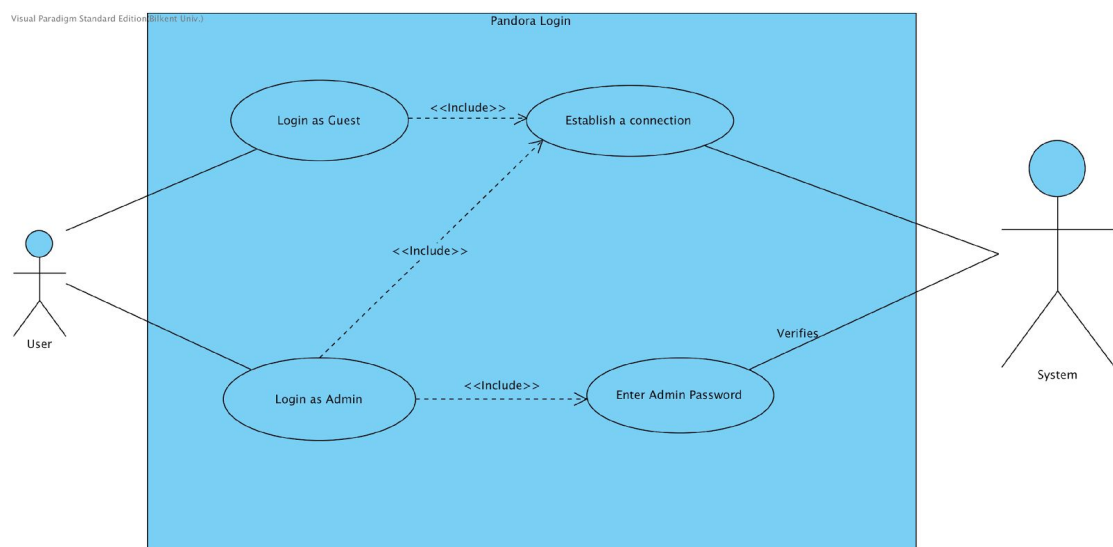 Visual Paradigm Standard Edition(Bilkent Univ.)
Pandora Login
Login as Guest
<<Include>>
Establish a connection
<<Include>>
User
Verifies
System
Login as Admin
<<Include>>
Enter Admin Password